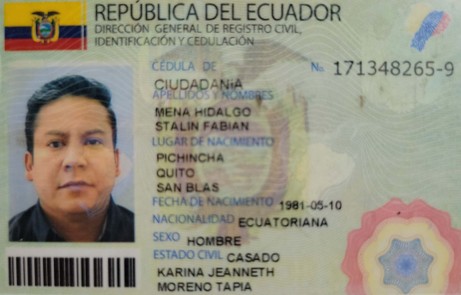 REPÚBLICA DEL ECUADOR
DIRECCIÓN GENERAL DE REGISTRO CIVIL,
IDENTIFICACIÓN Y CEDULACIÓN
CÉDULA DE No. 171348265-9
CIUDADANÍA
APELLIDOS Y NOMBRES
MENA HIDALGO
STALIN FABIAN
LUGAR DE NACIMIENTO
PICHINCHA
QUITO
SAN BLAS
FECHA DE NACIMIENTO 1981-05-10
NACIONALIDAD ECUATORIANA
SEXO HOMBRE
ESTADO CIVIL CASADO
KARINA JEANNETH
MORENO TAPIA